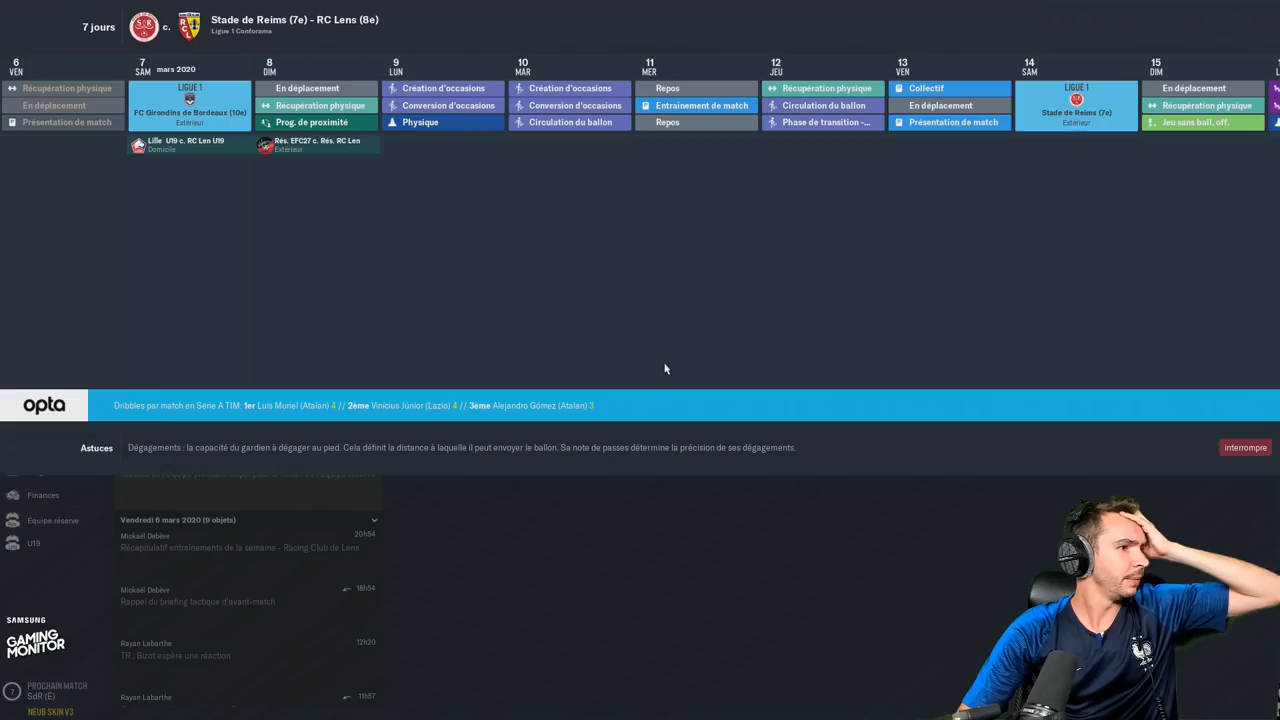 7 jours
c.
Stade de Reims (7e) - RC Lens (8e)
Ligue 1 Conforama
6
VEN
7
SAM
mars 2020
8
DIM
9
LUN
10
MAR
11
MER
12
JEU
13
VEN
14
SAM
15
DIM
Récupération physique
En déplacement
Présentation de match
LIGUE 1
FC Girondins de Bordeaux (10e)
Extérieur
Lille U19 c. RC Len U19
Domicile
En déplacement
Récupération physique
Prog. de proximité
Rés. EFC27 c. Rés. RC Len
Extérieur
Création d'occasions
Conversion d'occasions
Physique
Création d'occasions
Conversion d'occasions
Circulation du ballon
Repos
Entraînement de match
Repos
Récupération physique
Circulation du ballon
Phase de transition -...
Collectif
En déplacement
Présentation de match
LIGUE 1
Stade de Reims (7e)
Extérieur
En déplacement
Récupération physique
Jeu sans ball. off.
opta
Dribbles par match en Serie A TIM: 1er Luis Muriel (Atalan) 4 // 2ème Vinícius Júnior (Lazio) 4 // 3ème Alejandro Gómez (Atalan) 3
Astuces
Dégagements : la capacité du gardien à dégager au pied. Cela définit la distance à laquelle il peut envoyer le ballon. Sa note de passes détermine la précision de ses dégagements.
interrompre
Finances
Equipe réserve
U19
Vendredi 6 mars 2020 (9 objets)
Mickaël Debève
20h54
Récapitulatif entraînements de la semaine - Racing Club de Lens
Mickaël Debève
18h54
Rappel du briefing tactique d'avant-match
Rayan Labarthe
12h20
TR : Bizot espère une réaction
Rayan Labarthe
11h57
SAMSUNG
GAMING
MONITOR
7
PROCHAIN MATCH
SdR (E)
NEUB SKIN V3